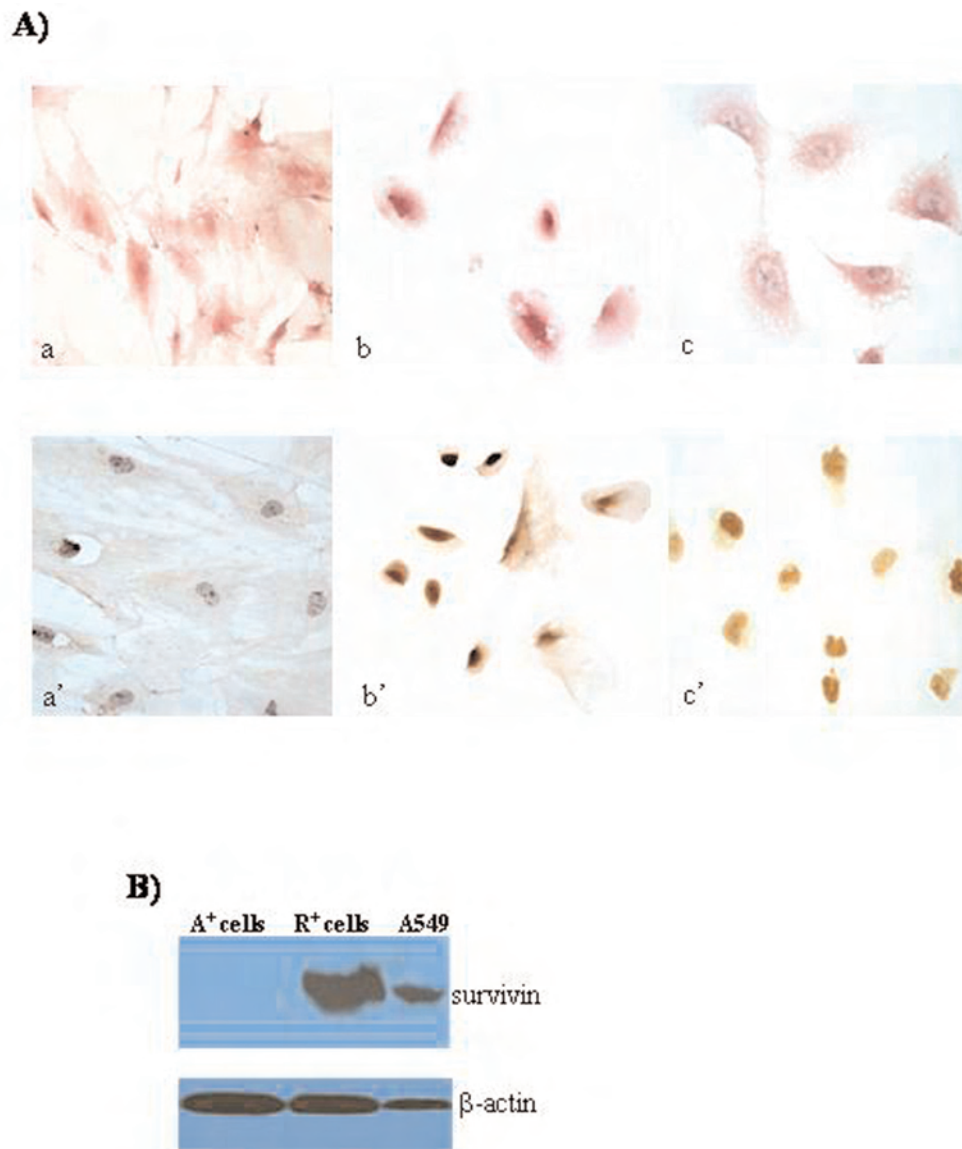 A)
a b c
a’ b’ c’
B)
A⁺ cells R⁺ cells A549
survivin
β-actin